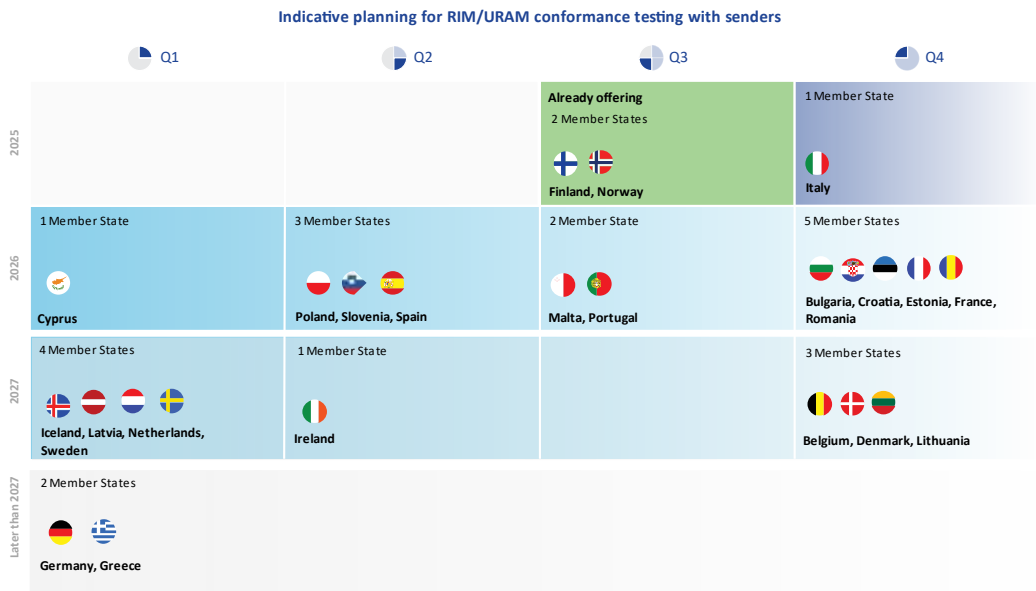 Indicative planning for RIM/URAM conformance testing with senders
Q1
Q2
Q3
Q4
2025
Already offering
2 Member States
Finland, Norway
1 Member State
Italy
2026
1 Member State
Cyprus
3 Member States
Poland, Slovenia, Spain
2 Member State
Malta, Portugal
5 Member States
Bulgaria, Croatia, Estonia, France,
Romania
2027
4 Member States
Iceland, Latvia, Netherlands,
Sweden
1 Member State
Ireland
3 Member States
Belgium, Denmark, Lithuania
Later than 2027
2 Member States
Germany, Greece